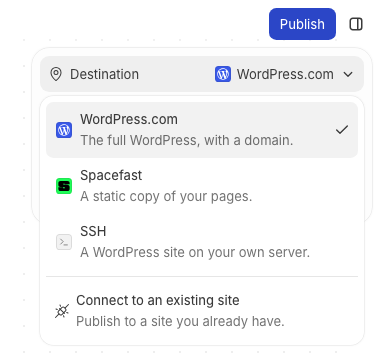 Publish
Destination WordPress.com
WordPress.com
The full WordPress, with a domain.
Spacefast
A static copy of your pages.
SSH
A WordPress site on your own server.
Connect to an existing site
Publish to a site you already have.